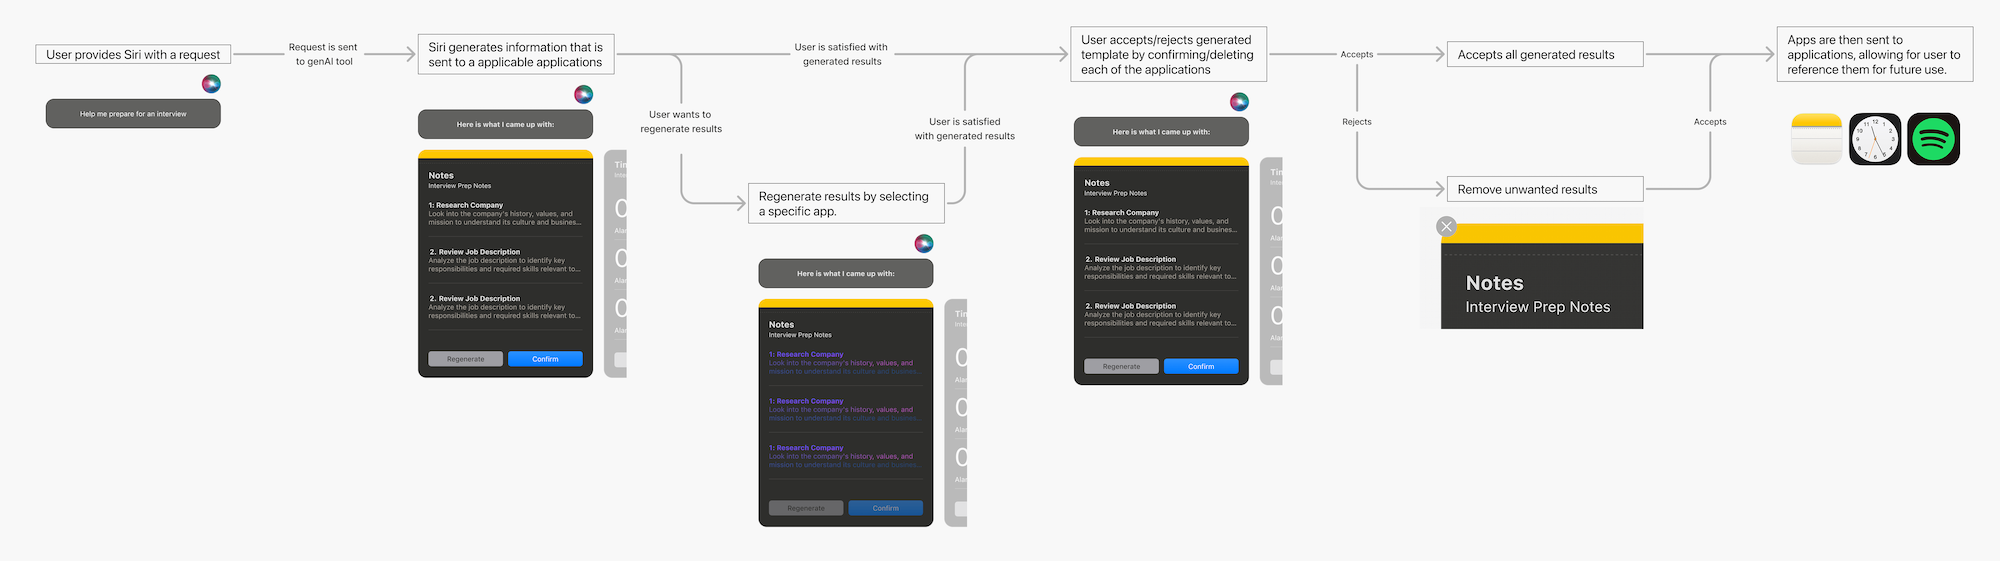 User provides Siri with a request
Help me prepare for an interview
Request is sent
to genAI tool
Siri generates information that is
sent to a applicable applications
Here is what I came up with:
Notes
Interview Prep Notes
1: Research Company
Look into the company's history, values, and
mission to understand its culture and busines...
2. Review Job Description
Analyze the job description to identify key
responsibilities and required skills relevant to...
2. Review Job Description
Analyze the job description to identify key
responsibilities and required skills relevant to...
Regenerate
Confirm
Tin
Inte
0
Alar
0
Alar
0
Alar
0
Alar
User is satisfied with
generated results
User wants to
regenerate results
Regenerate results by selecting
a specific app.
Here is what I came up with:
Notes
Interview Prep Notes
1: Research Company
Look into the company's history, values, and
mission to understand its culture and busines...
1: Research Company
Look into the company's history, values, and
mission to understand its culture and busines...
1: Research Company
Look into the company's history, values, and
mission to understand its culture and busines...
Regenerate
Confirm
Tin
Inte
0
Alar
0
Alar
0
Alar
0
Alar
User is satisfied
with generated results
User accepts/rejects generated
template by confirming/deleting
each of the applications
Here is what I came up with:
Notes
Interview Prep Notes
1: Research Company
Look into the company's history, values, and
mission to understand its culture and busines...
2. Review Job Description
Analyze the job description to identify key
responsibilities and required skills relevant to...
2. Review Job Description
Analyze the job description to identify key
responsibilities and required skills relevant to...
Regenerate
Confirm
Tin
Inte
0
Alar
0
Alar
0
Alar
0
Alar
Accepts
Rejects
Accepts all generated results
Remove unwanted results
Notes
Interview Prep Notes
Accepts
Apps are then sent to
applications, allowing for user to
reference them for future use.